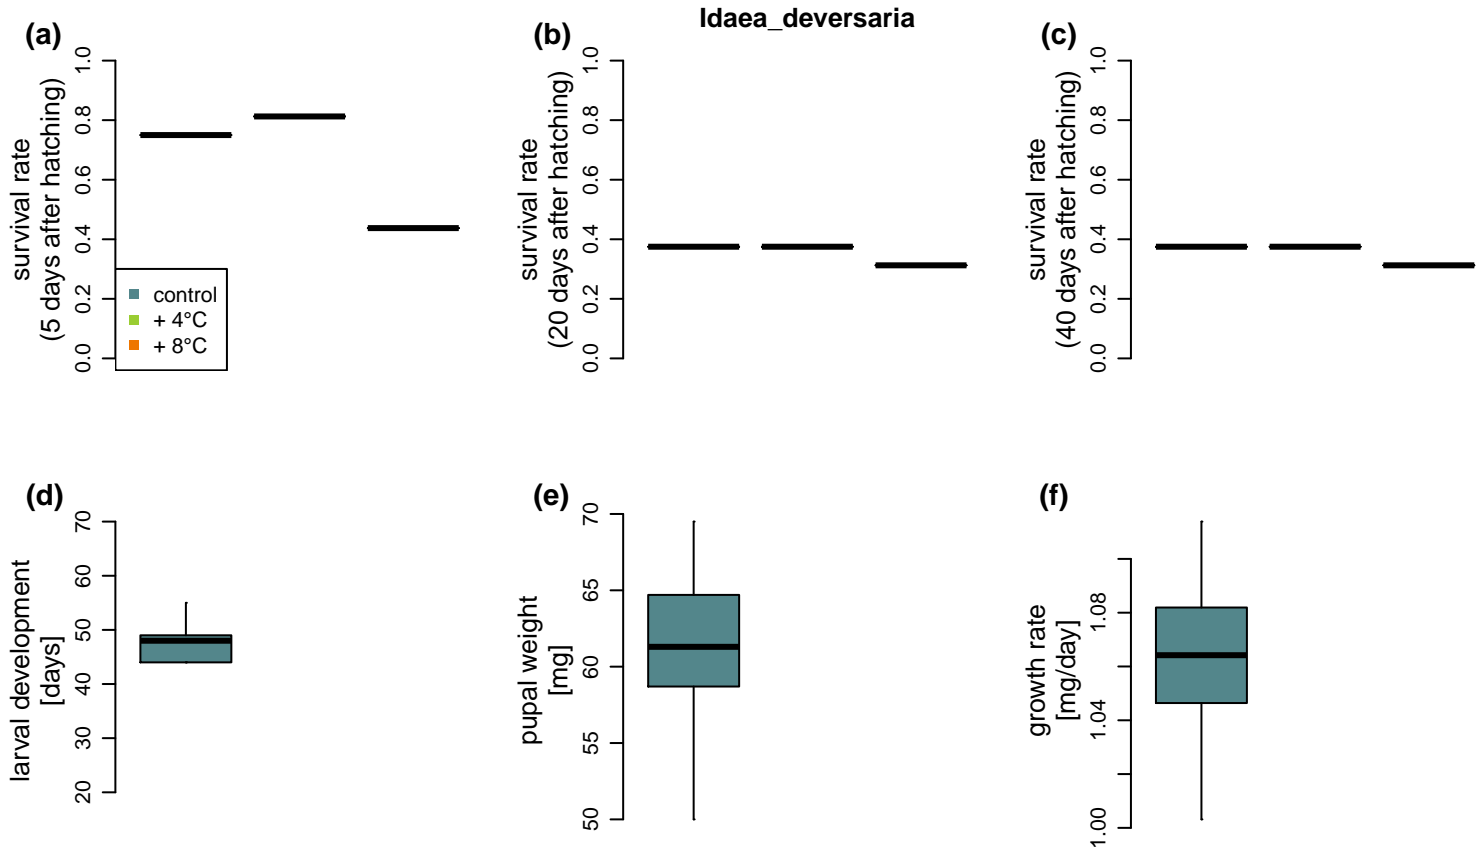 Idaea_deversaria
(a)
survival rate
(5 days after hatching)
0.0 0.2 0.4 0.6 0.8 1.0
control
+ 4°C
+ 8°C
(b)
survival rate
(20 days after hatching)
0.0 0.2 0.4 0.6 0.8 1.0
(c)
survival rate
(40 days after hatching)
0.0 0.2 0.4 0.6 0.8 1.0
(d)
larval development
[days]
20 30 40 50 60 70
(e)
pupal weight
[mg]
50 55 60 65 70
(f)
growth rate
[mg/day]
1.00 1.04 1.08